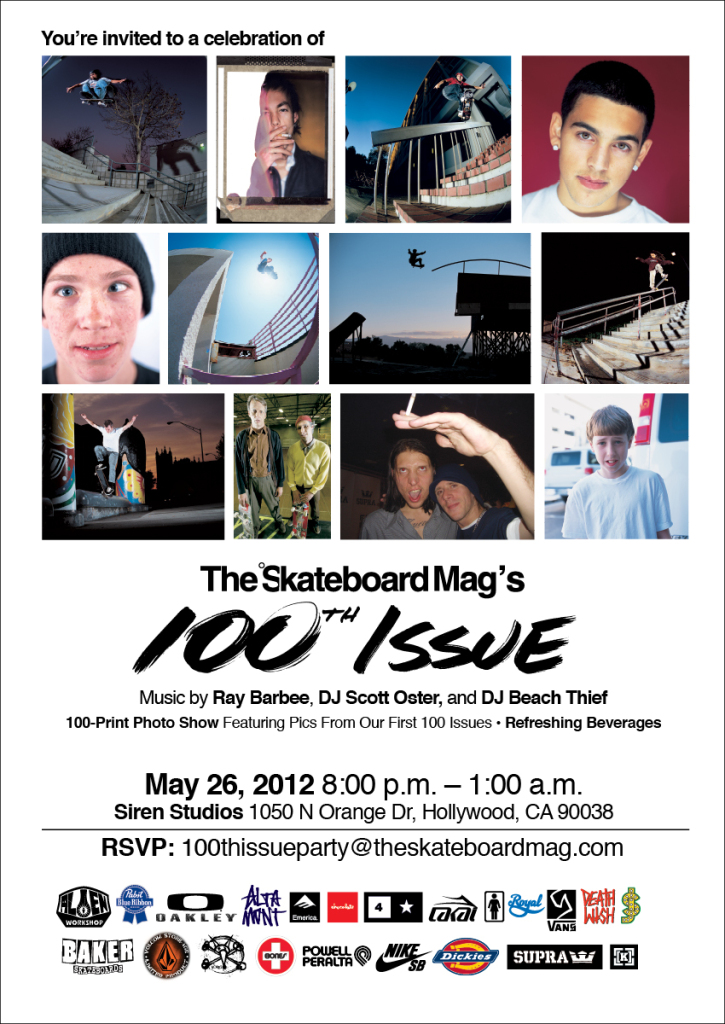 You're invited to a celebration of
The Skateboard Mag's
100TH ISSUE
Music by Ray Barbee, DJ Scott Oster, and DJ Beach Thief
100-Print Photo Show Featuring Pics From Our First 100 Issues • Refreshing Beverages
May 26, 2012 8:00 p.m. – 1:00 a.m.
Siren Studios 1050 N Orange Dr, Hollywood, CA 90038
RSVP: 100thissueparty@theskateboardmag.com
ALIEN WORKSHOP
Pabst Blue Ribbon
OAKLEY
ALTAMONT
Emerica.
chocolate
4
LAKAI
Royal
VANS
DEATH WISH
BAKER SKATEBOARDS
BONES
POWELL PERALTA
NIKE SB
Dickies
SUPRA
K